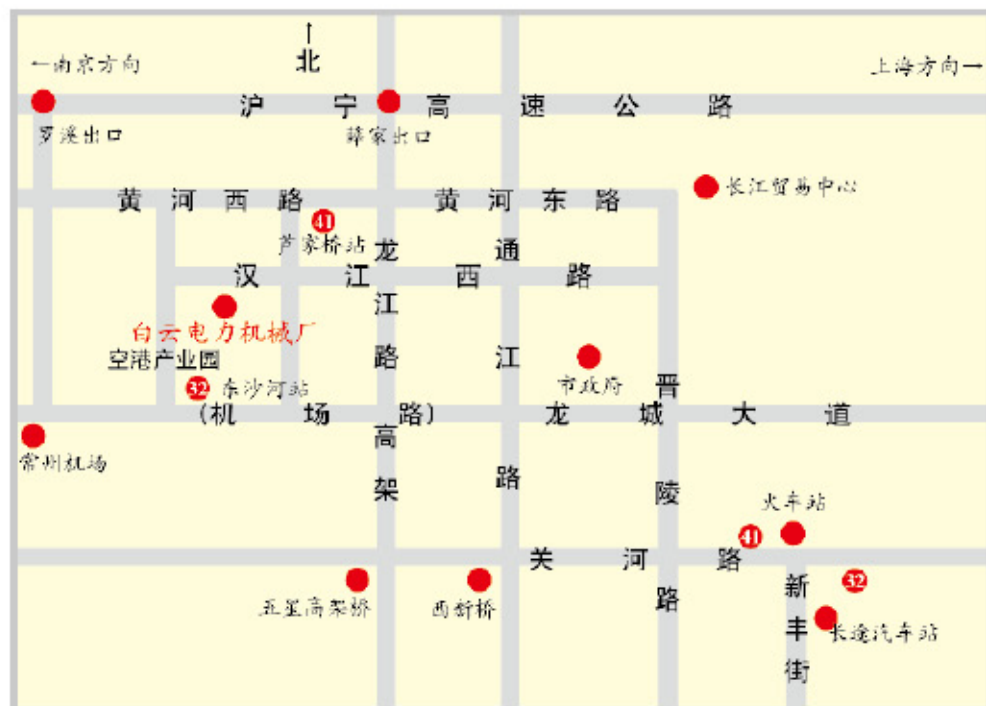 ↑
北
←南京方向
上海方向→
沪宁高速公路
罗溪出口
薛家出口
长江贸易中心
黄河西路
黄河东路
41
芦家桥站
龙江路高架
通江路
汉江西路
白云电力机械厂
空港产业园
32 东沙河站
市政府
晋陵路
(机场路)
龙城大道
常州机场
火车站
41
关河路
32
五星高架桥
西新桥
新丰街
长途汽车站